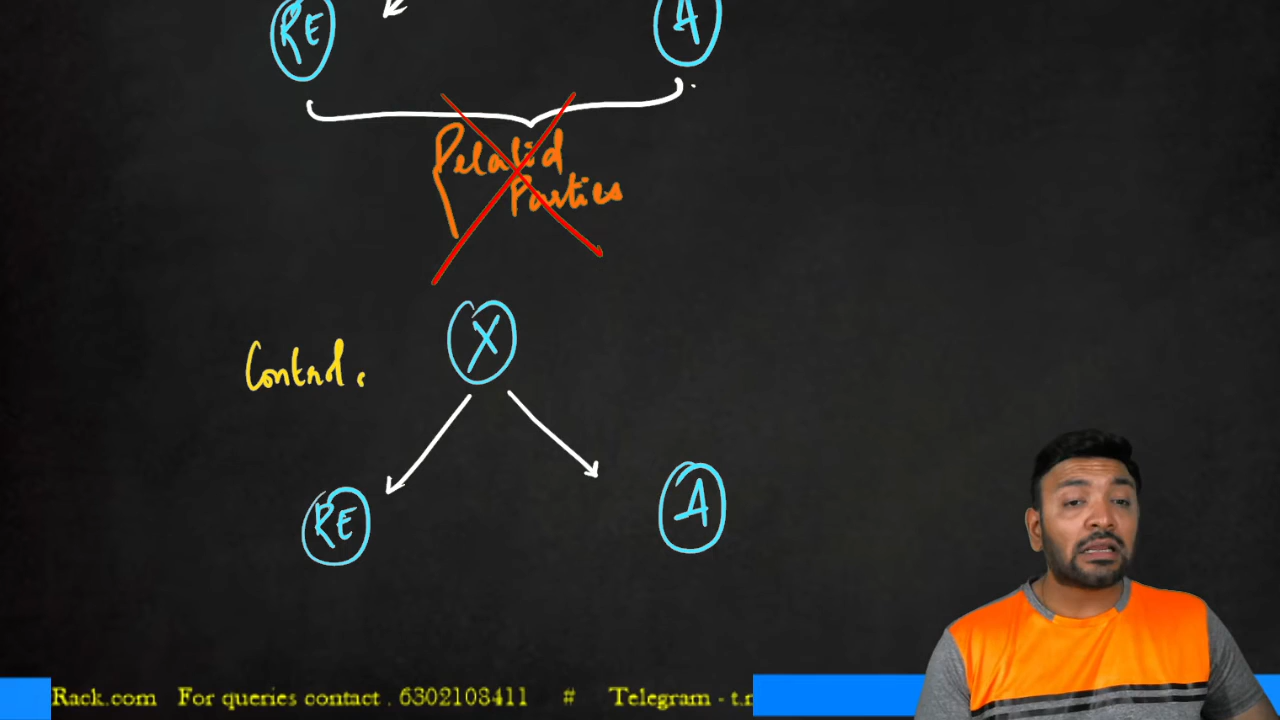 RE A
Related
Parties
X
Control.
RE A
Rack.com For queries contact . 6302108411 # Telegram - t.m